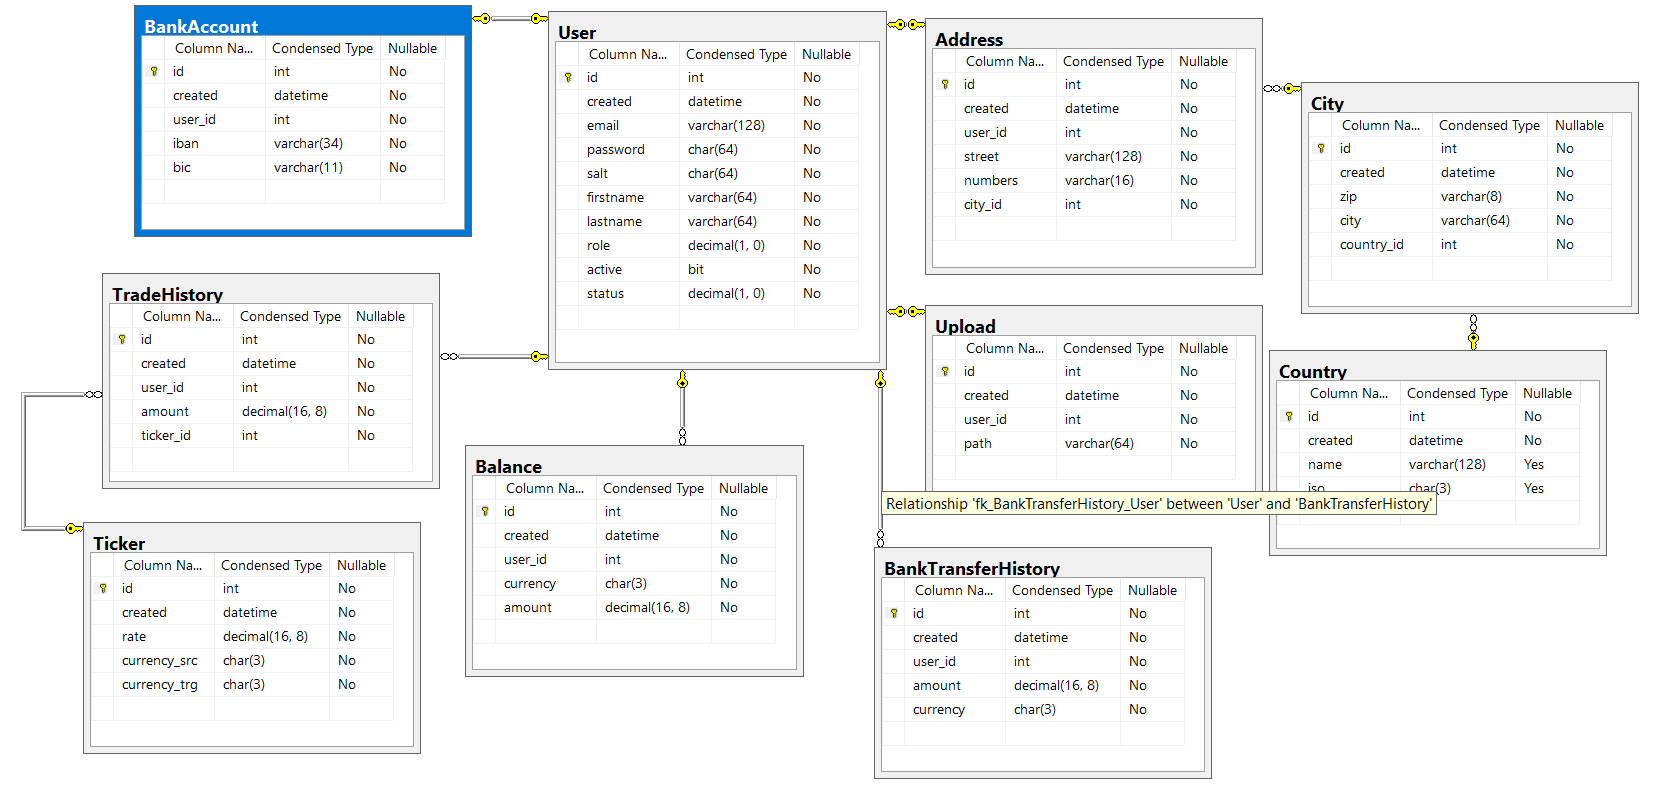 BankAccount
Column Na... Condensed Type Nullable
id int No
created datetime No
user_id int No
iban varchar(34) No
bic varchar(11) No
User
Column Na... Condensed Type Nullable
id int No
created datetime No
email varchar(128) No
password char(64) No
salt char(64) No
firstname varchar(64) No
lastname varchar(64) No
role decimal(1, 0) No
active bit No
status decimal(1, 0) No
Address
Column Na... Condensed Type Nullable
id int No
created datetime No
user_id int No
street varchar(128) No
numbers varchar(16) No
city_id int No
City
Column Na... Condensed Type Nullable
id int No
created datetime No
zip varchar(8) No
city varchar(64) No
country_id int No
TradeHistory
Column Na... Condensed Type Nullable
id int No
created datetime No
user_id int No
amount decimal(16, 8) No
ticker_id int No
Upload
Column Na... Condensed Type Nullable
id int No
created datetime No
user_id int No
path varchar(64) No
Country
Column Na... Condensed Type Nullable
id int No
created datetime No
name varchar(128) Yes
iso char(3) Yes
Relationship 'fk_BankTransferHistory_User' between 'User' and 'BankTransferHistory'
Balance
Column Na... Condensed Type Nullable
id int No
created datetime No
user_id int No
currency char(3) No
amount decimal(16, 8) No
Ticker
Column Na... Condensed Type Nullable
id int No
created datetime No
rate decimal(16, 8) No
currency_src char(3) No
currency_trg char(3) No
BankTransferHistory
Column Na... Condensed Type Nullable
id int No
created datetime No
user_id int No
amount decimal(16, 8) No
currency char(3) No